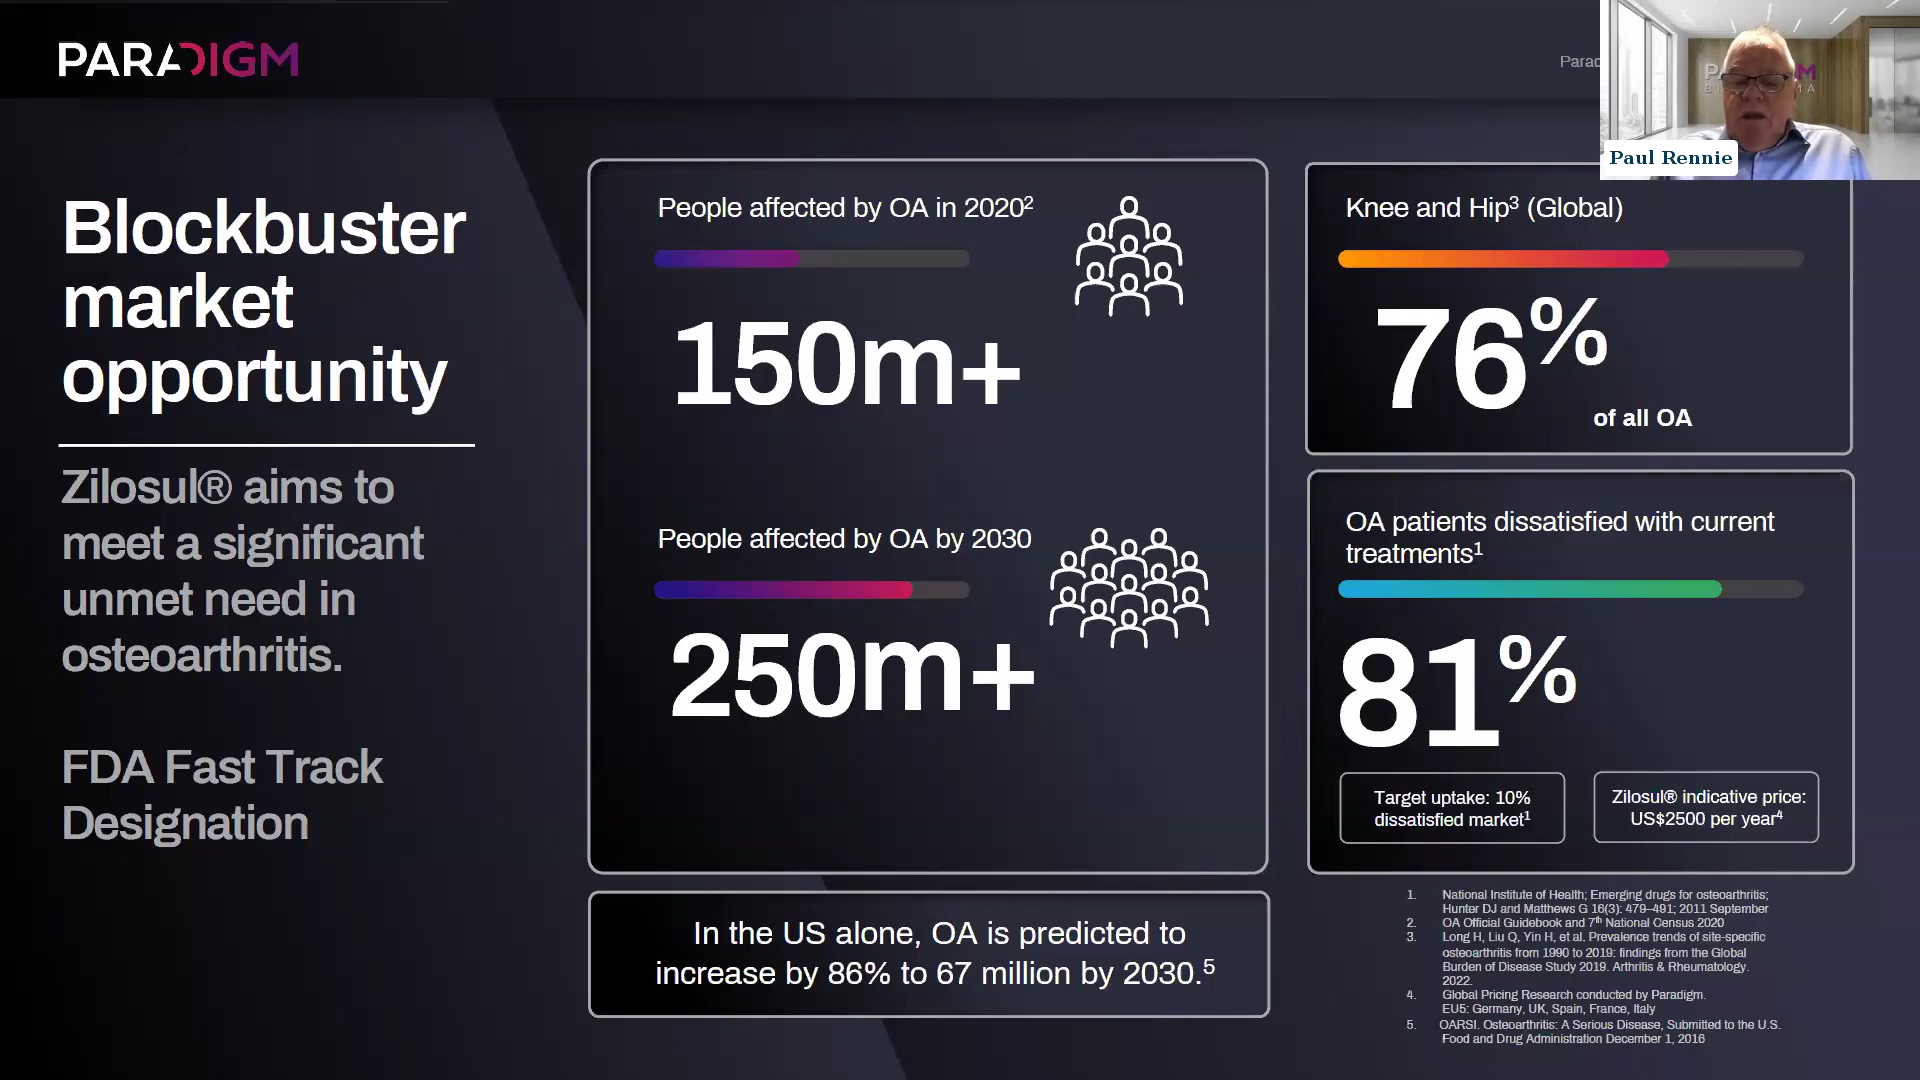 PARADIGM
Parad
PA M
Paul Rennie
Blockbuster
market
opportunity
Zilosul® aims to
meet a significant
unmet need in
osteoarthritis.
FDA Fast Track
Designation
People affected by OA in 2020²
150m+
People affected by OA by 2030
250m+
In the US alone, OA is predicted to
increase by 86% to 67 million by 2030.⁵
Knee and Hip³ (Global)
76%
of all OA
OA patients dissatisfied with current
treatments¹
81%
Target uptake: 10%
dissatisfied market¹
Zilosul® indicative price:
US$2500 per year⁴
1. National Institute of Health; Emerging drugs for osteoarthritis;
Hunter DJ and Matthews G 16(3): 479–491; 2011 September
2. OA Official Guidebook and 7th National Census 2020
3. Long H, Liu Q, Yin H, et al. Prevalence trends of site-specific
osteoarthritis from 1990 to 2019: findings from the Global
Burden of Disease Study 2019. Arthritis & Rheumatology.
2022.
4. Global Pricing Research conducted by Paradigm.
EU5: Germany, UK, Spain, France, Italy
5. OARSI. Osteoarthritis: A Serious Disease, Submitted to the U.S.
Food and Drug Administration December 1, 2016